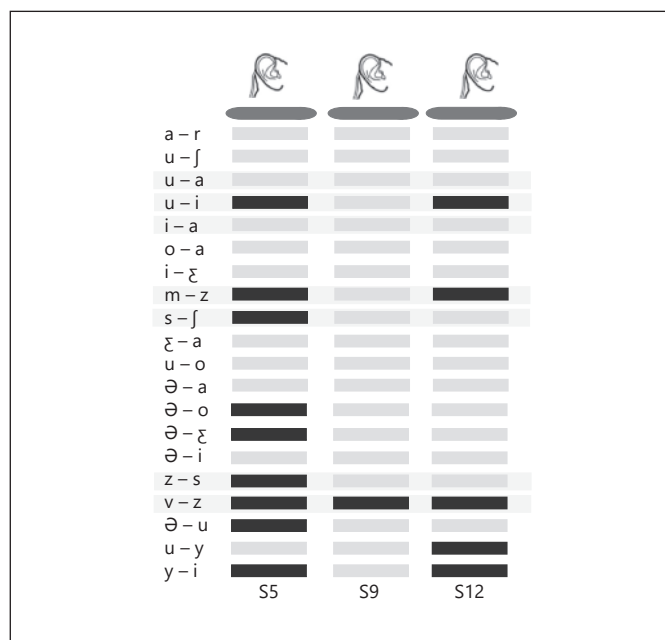 a – r
u – ʃ
u – a
u – i
i – a
o – a
i – ƹ
m – z
s – ʃ
ƹ – a
u – o
Ə – a
Ə – o
Ə – ƹ
Ə – i
z – s
v – z
Ə – u
u – y
y – i
S5 S9 S12